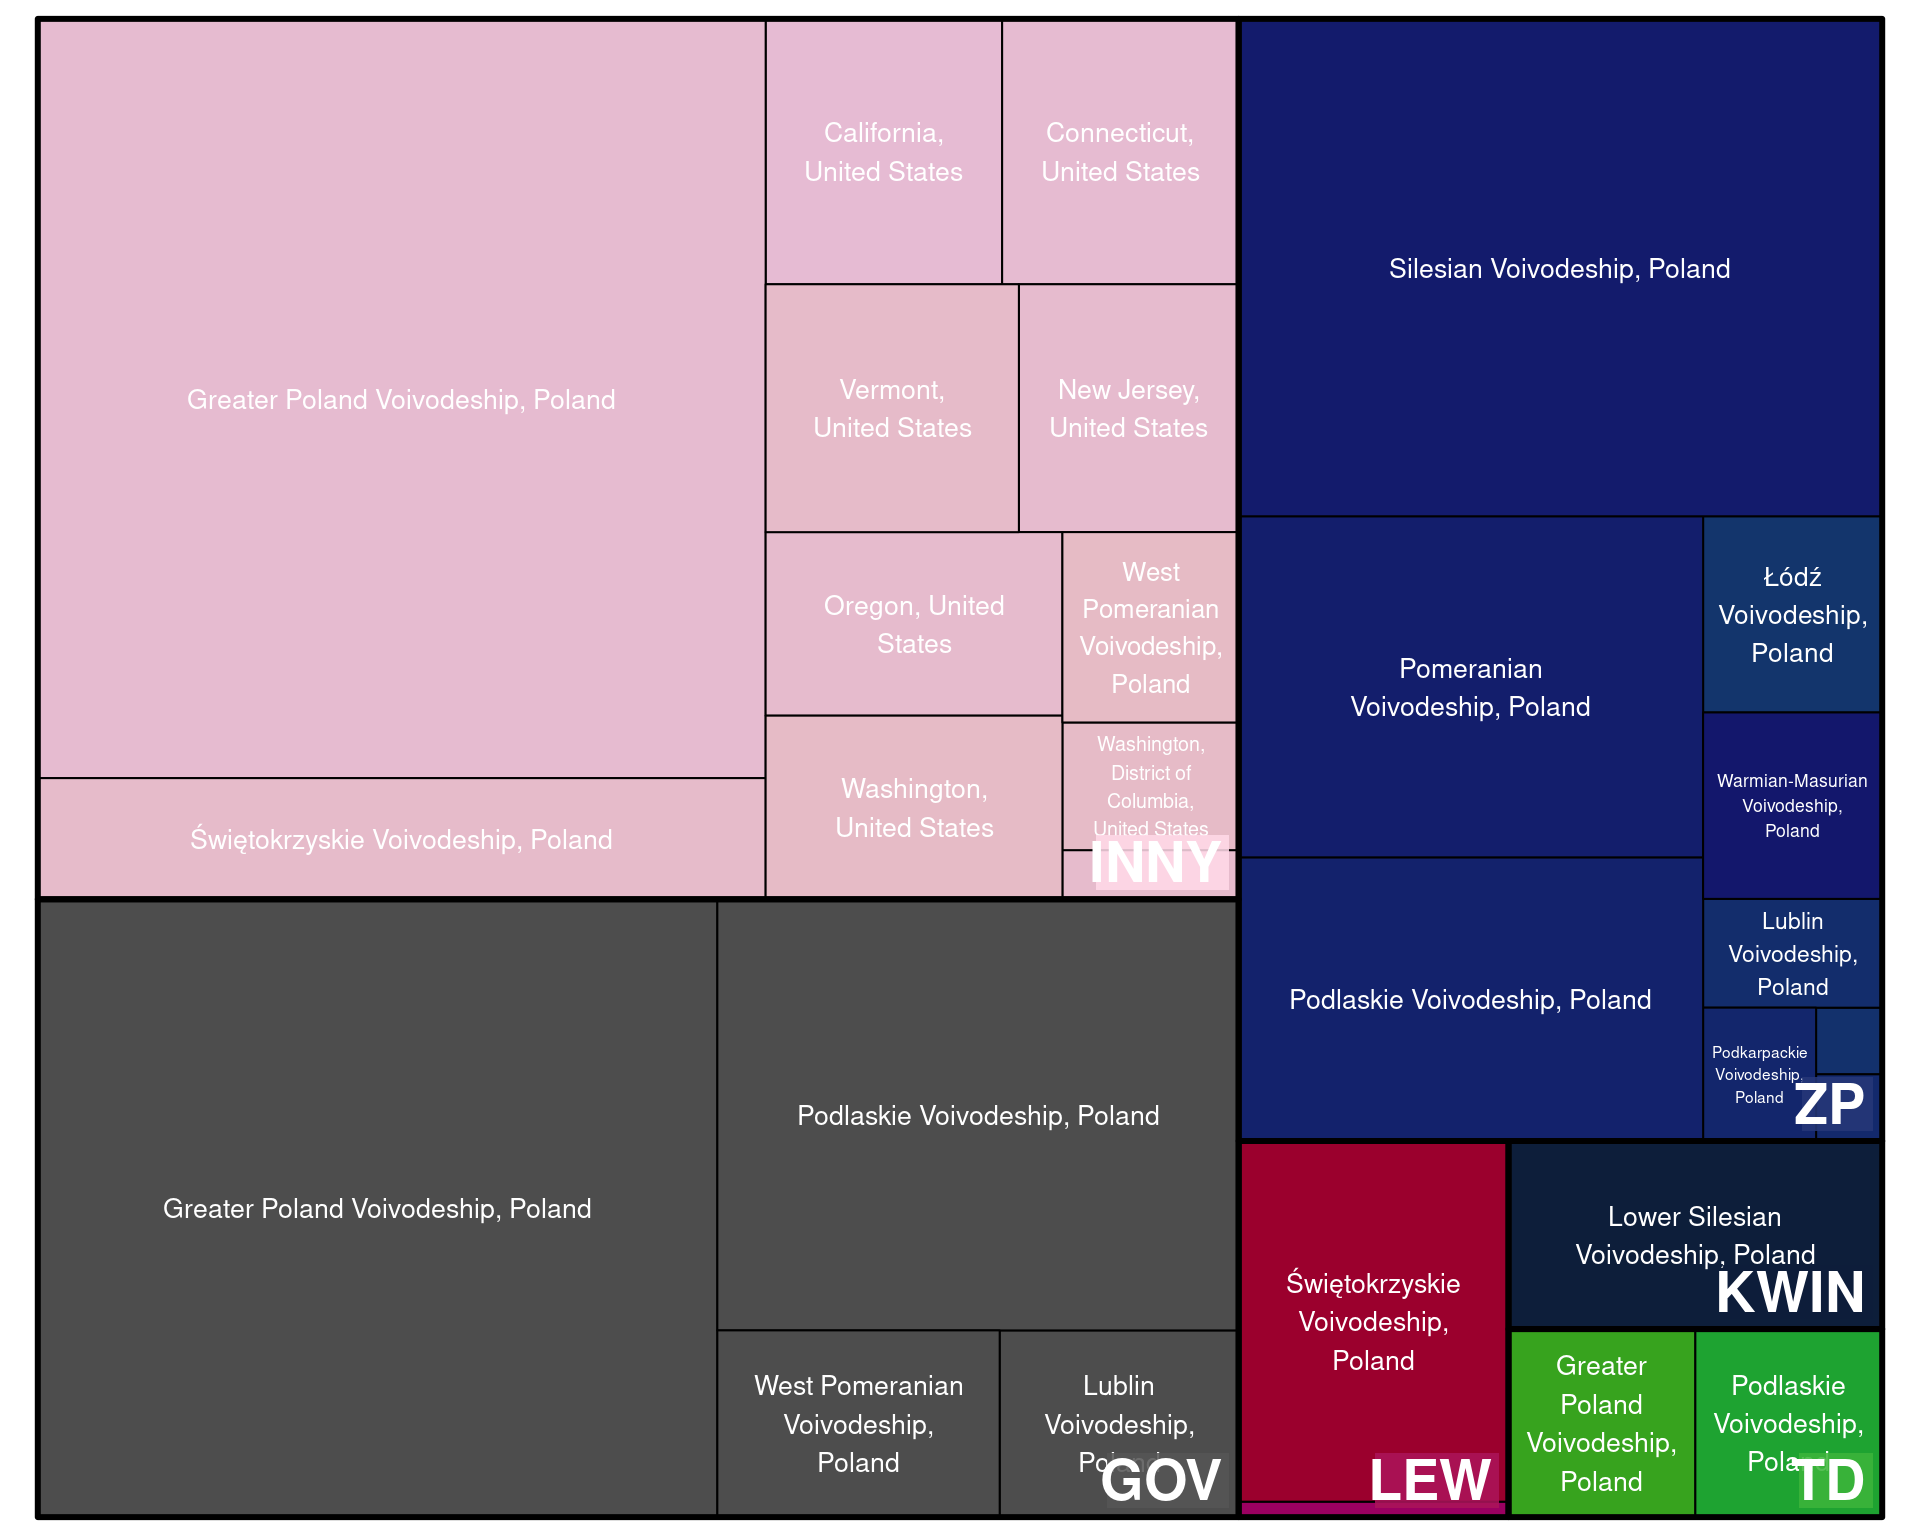 Greater Poland Voivodeship, Poland
Świętokrzyskie Voivodeship, Poland
California,
United States
Connecticut,
United States
Vermont,
United States
New Jersey,
United States
Oregon, United
States
West
Pomeranian
Voivodeship,
Poland
Washington,
United States
Washington,
District of
Columbia,
United States
INNY
Greater Poland Voivodeship, Poland
Podlaskie Voivodeship, Poland
West Pomeranian
Voivodeship,
Poland
Lublin
Voivodeship,
Poland
GOV
Silesian Voivodeship, Poland
Pomeranian
Voivodeship, Poland
Łódź
Voivodeship,
Poland
Warmian-Masurian
Voivodeship,
Poland
Podlaskie Voivodeship, Poland
Lublin
Voivodeship,
Poland
Podkarpackie
Voivodeship,
Poland
ZP
Świętokrzyskie
Voivodeship,
Poland
LEW
Lower Silesian
Voivodeship, Poland
KWIN
Greater
Poland
Voivodeship,
Poland
Podlaskie
Voivodeship,
Poland
TD